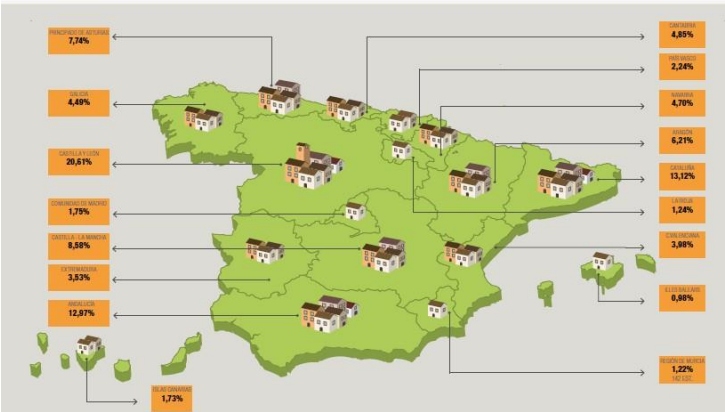 PRINCIPADO DE ASTURIAS
7,74%
GALICIA
4,49%
CASTILLA Y LEÓN
20,61%
COMUNIDAD DE MADRID
1,75%
CASTILLA - LA MANCHA
8,58%
EXTREMADURA
3,53%
ANDALUCÍA
12,97%
ISLAS CANARIAS
1,73%
CANTABRIA
4,85%
PAÍS VASCO
2,24%
NAVARRA
4,70%
ARAGÓN
6,21%
CATALUÑA
13,12%
LA RIOJA
1,24%
3,98%
ILLES BALEARS
0,98%
REGIÓN DE MURCIA
1,22%
142 EST.